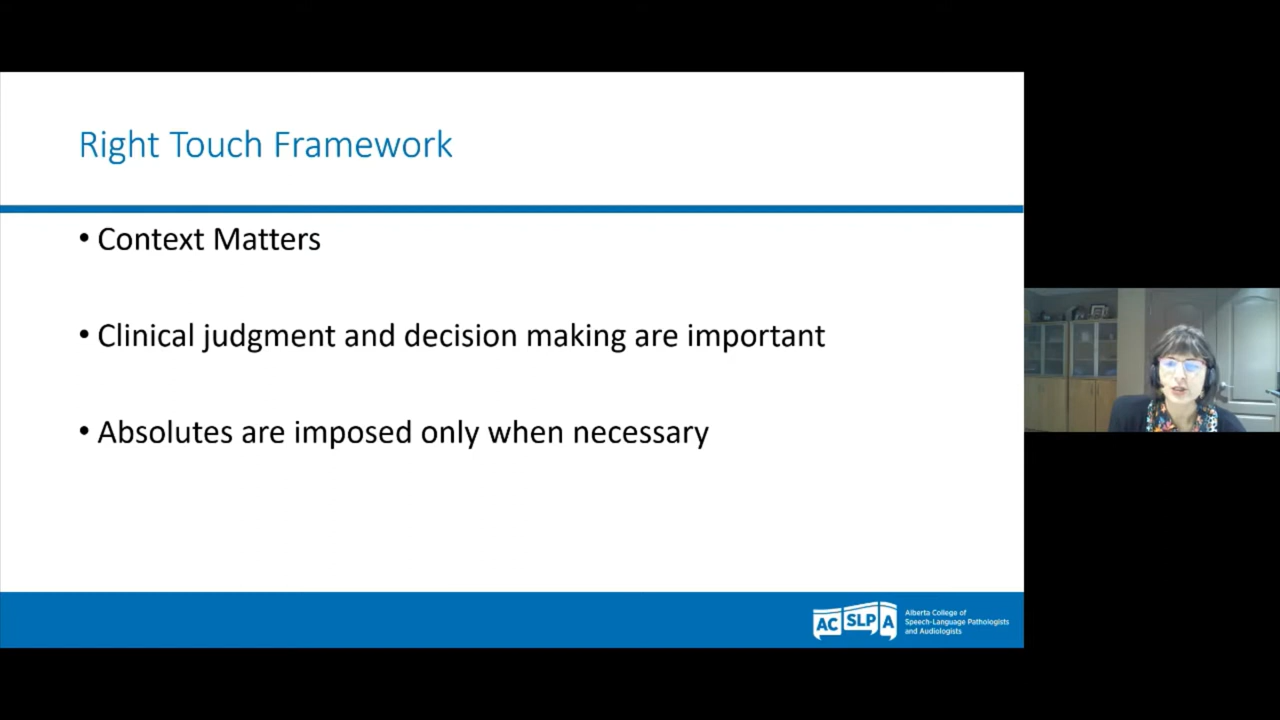 Right Touch Framework
• Context Matters
• Clinical judgment and decision making are important
• Absolutes are imposed only when necessary
AC SLP A
Alberta College of
Speech-Language Pathologists
and Audiologists